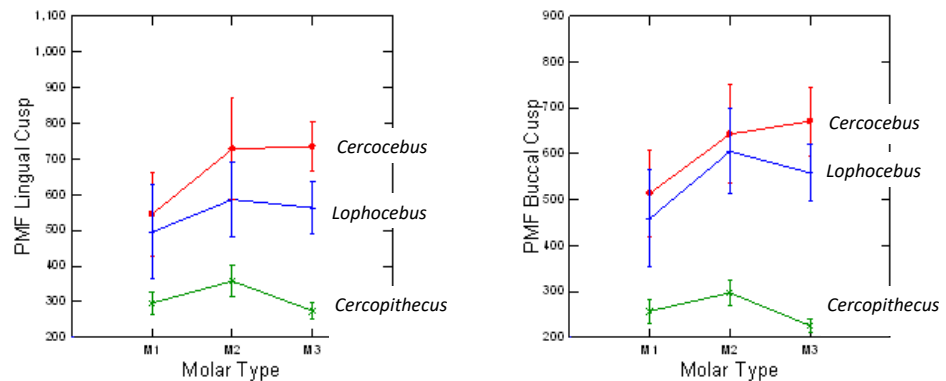 1,100
1,000
900
800
700
600
500
400
300
200
PMF Lingual Cusp
Cercocebus
Lophocebus
Cercopithecus
M1 M2 M3
Molar Type
900
800
700
600
500
400
300
200
PMF Buccal Cusp
Cercocebus
Lophocebus
Cercopithecus
M1 M2 M3
Molar Type